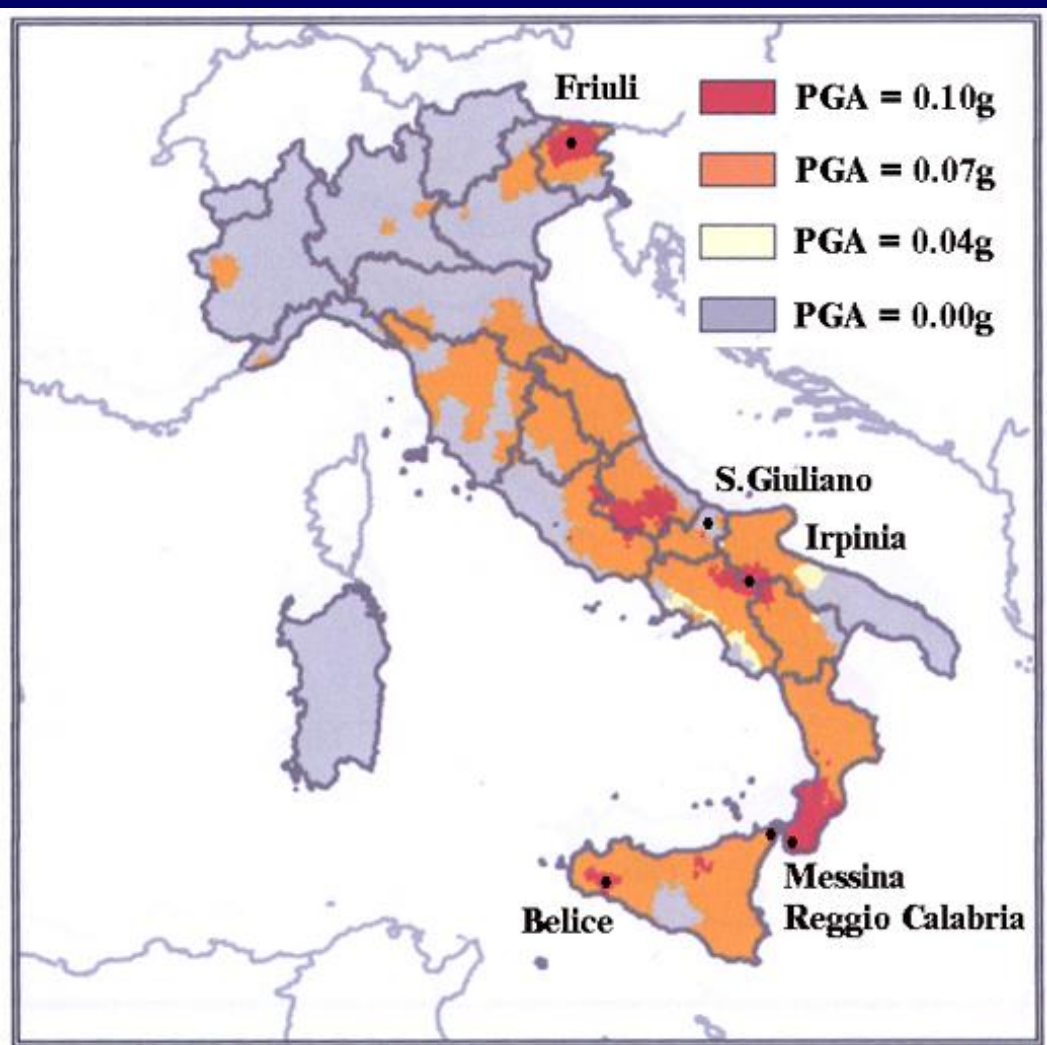 Friuli
PGA = 0.10g
PGA = 0.07g
PGA = 0.04g
PGA = 0.00g
S.Giuliano
Irpinia
Messina
Reggio Calabria
Belice